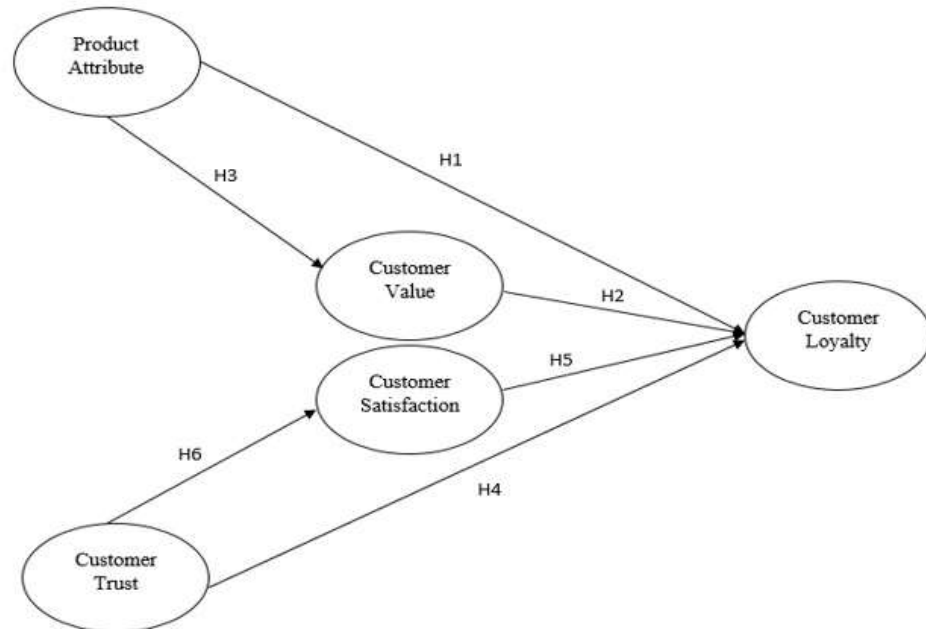 Product
Attribute
H1
H3
Customer
Value
H2
Customer
Loyalty
H5
Customer
Satisfaction
H6
H4
Customer
Trust